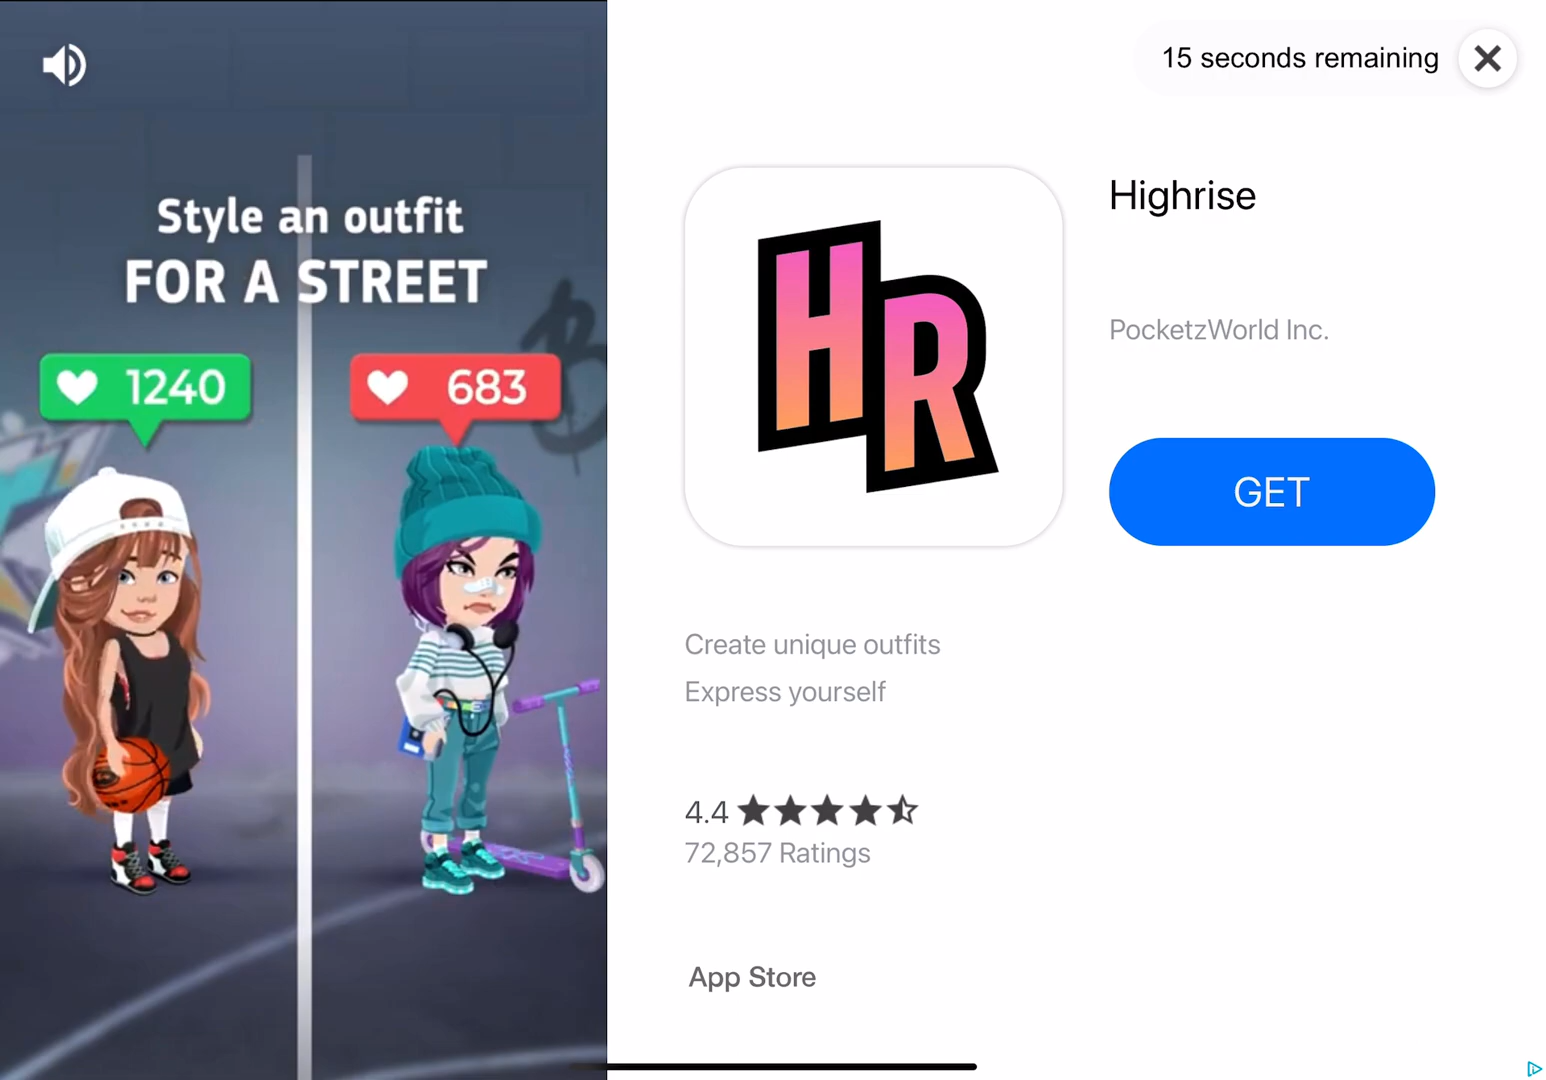 15 seconds remaining
Style an outfit
FOR A STREET
1240
683
HR
Highrise
PocketzWorld Inc.
GET
Create unique outfits
Express yourself
4.4
72,857 Ratings
App Store